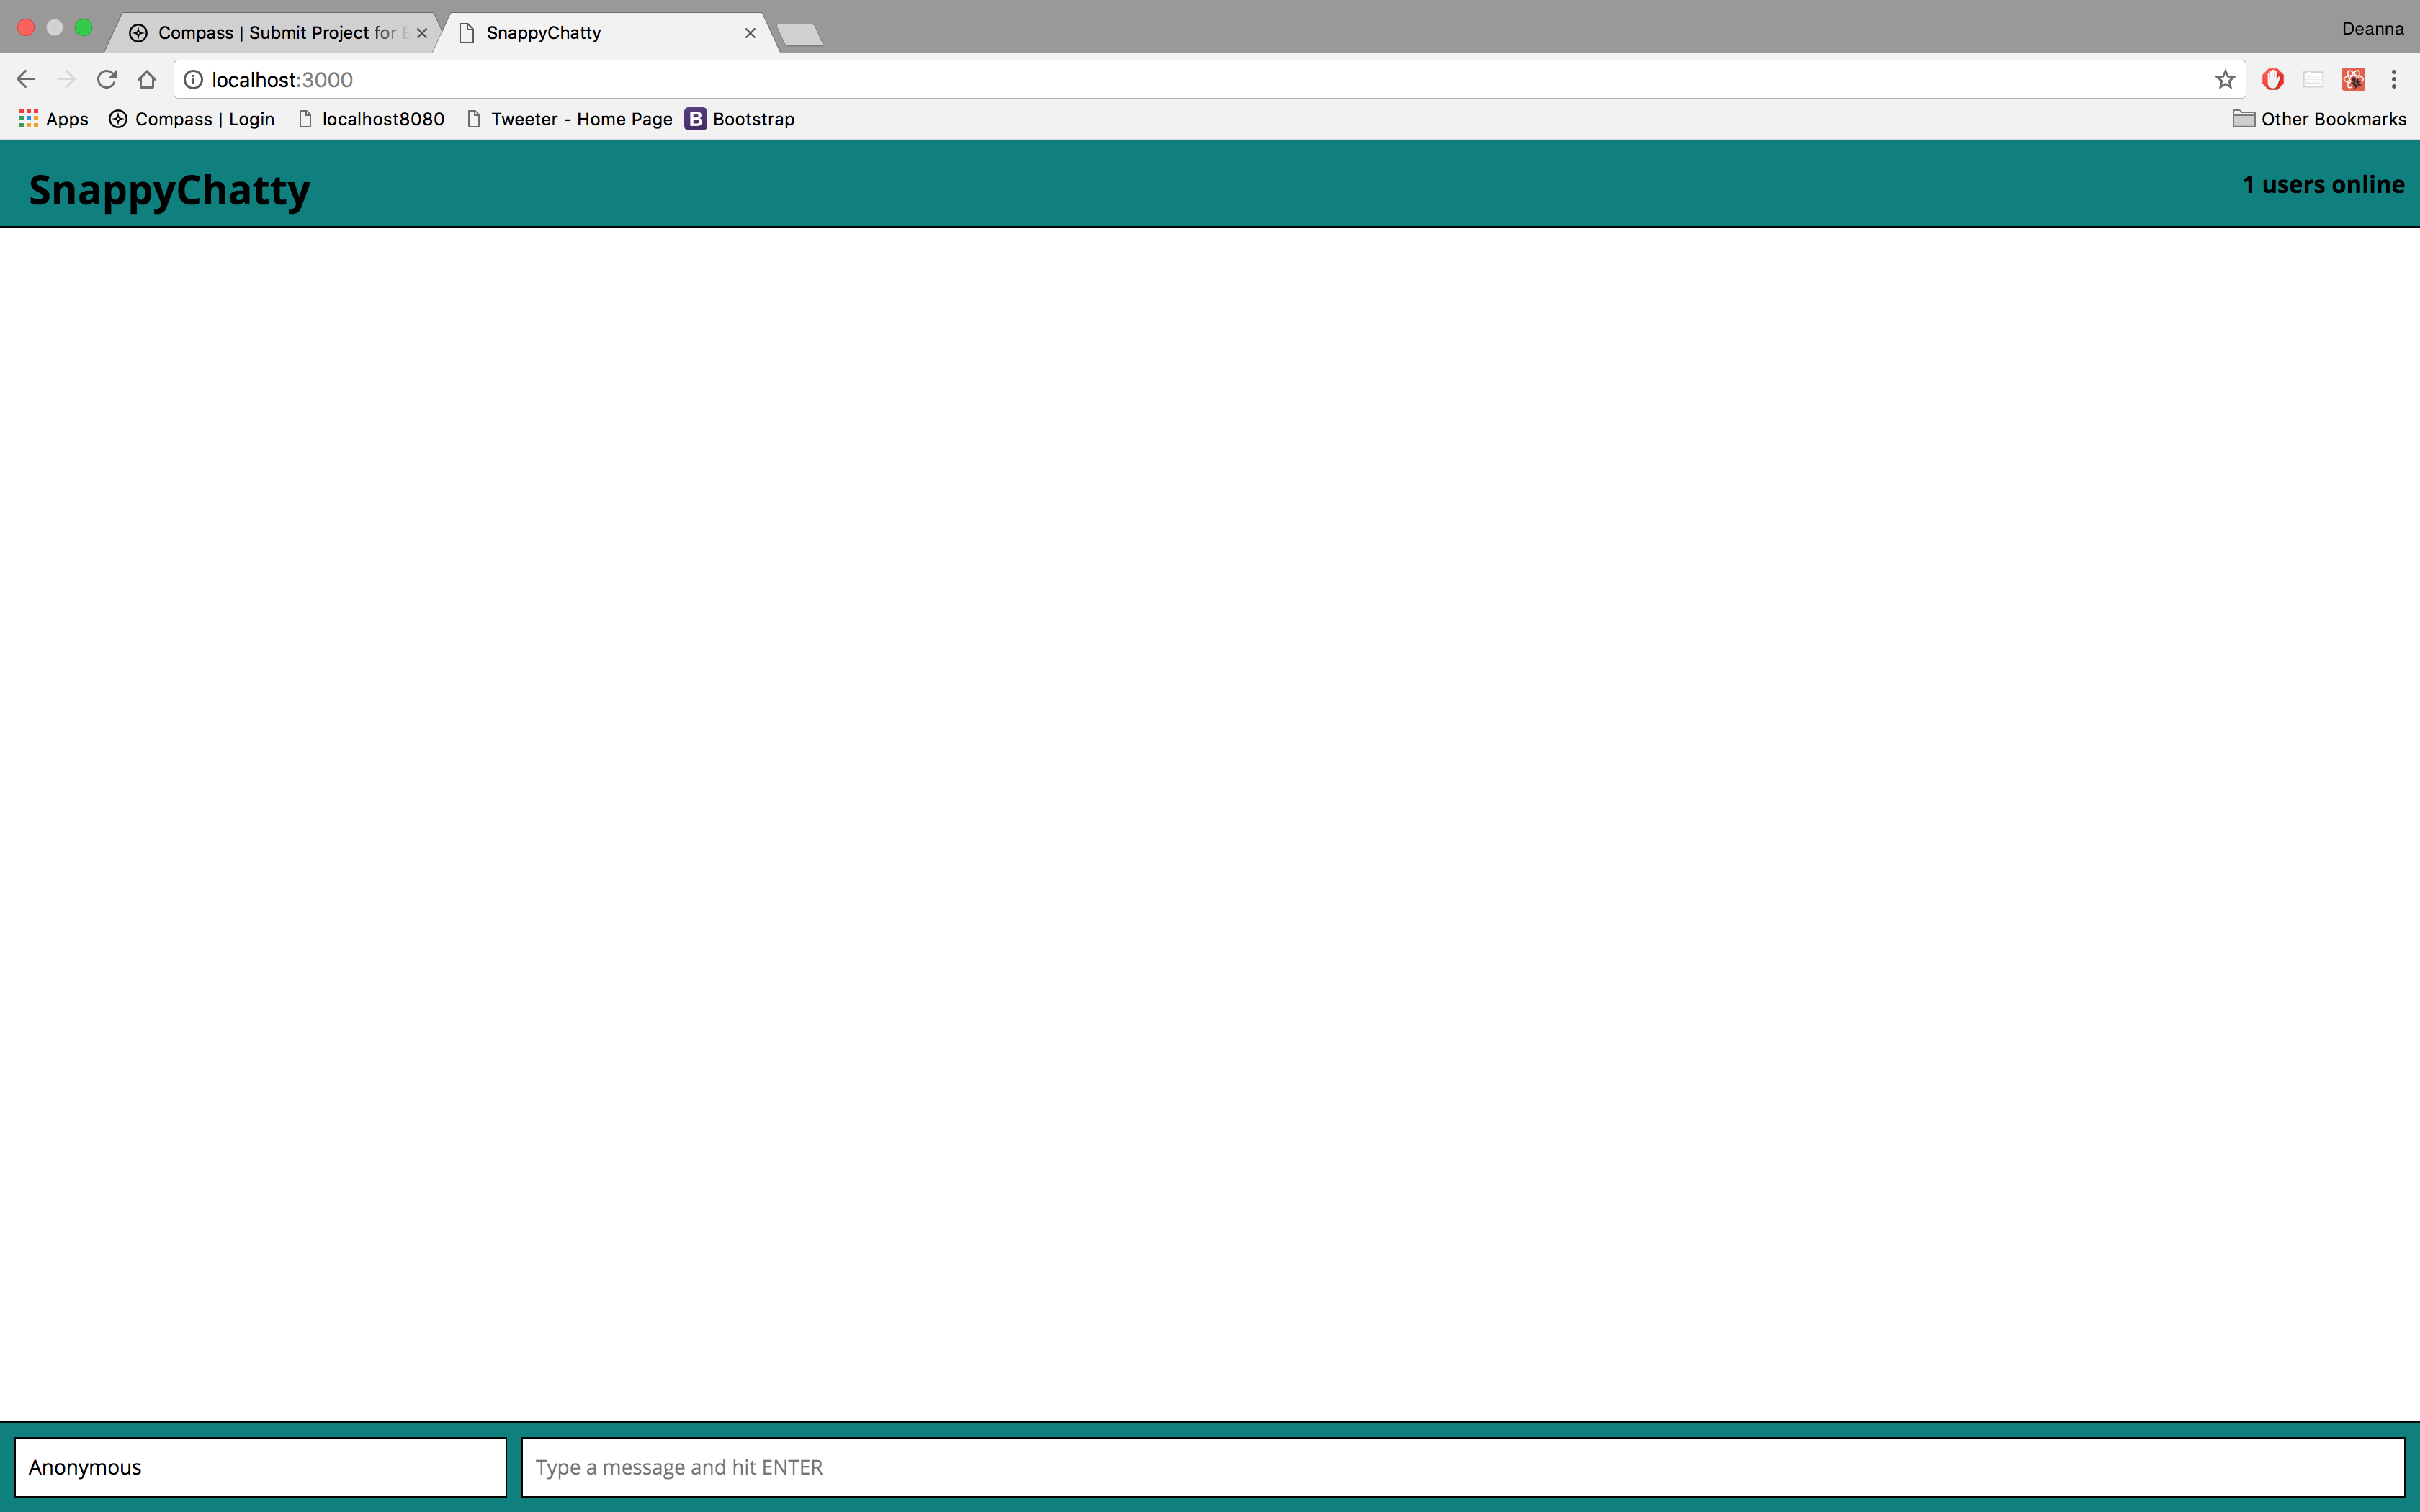 Compass | Submit Project for E
SnappyChatty
Deanna
localhost:3000
Apps
Compass | Login
localhost8080
Tweeter - Home Page
B Bootstrap
Other Bookmarks
SnappyChatty
1 users online
Anonymous
Type a message and hit ENTER